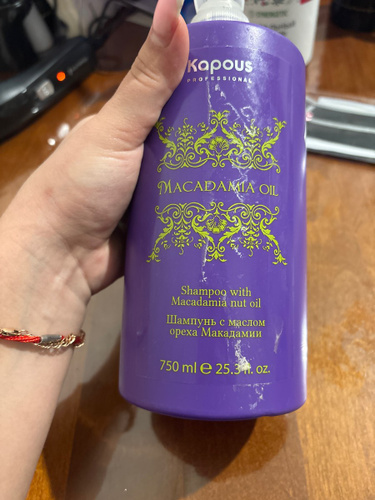 Kapous
PROFESSIONAL
MACADAMIA OIL
Shampoo with
Macadamia nut oil
Шампунь с маслом
ореха Макадамии
750 ml ℮ 25.3 fl. oz.